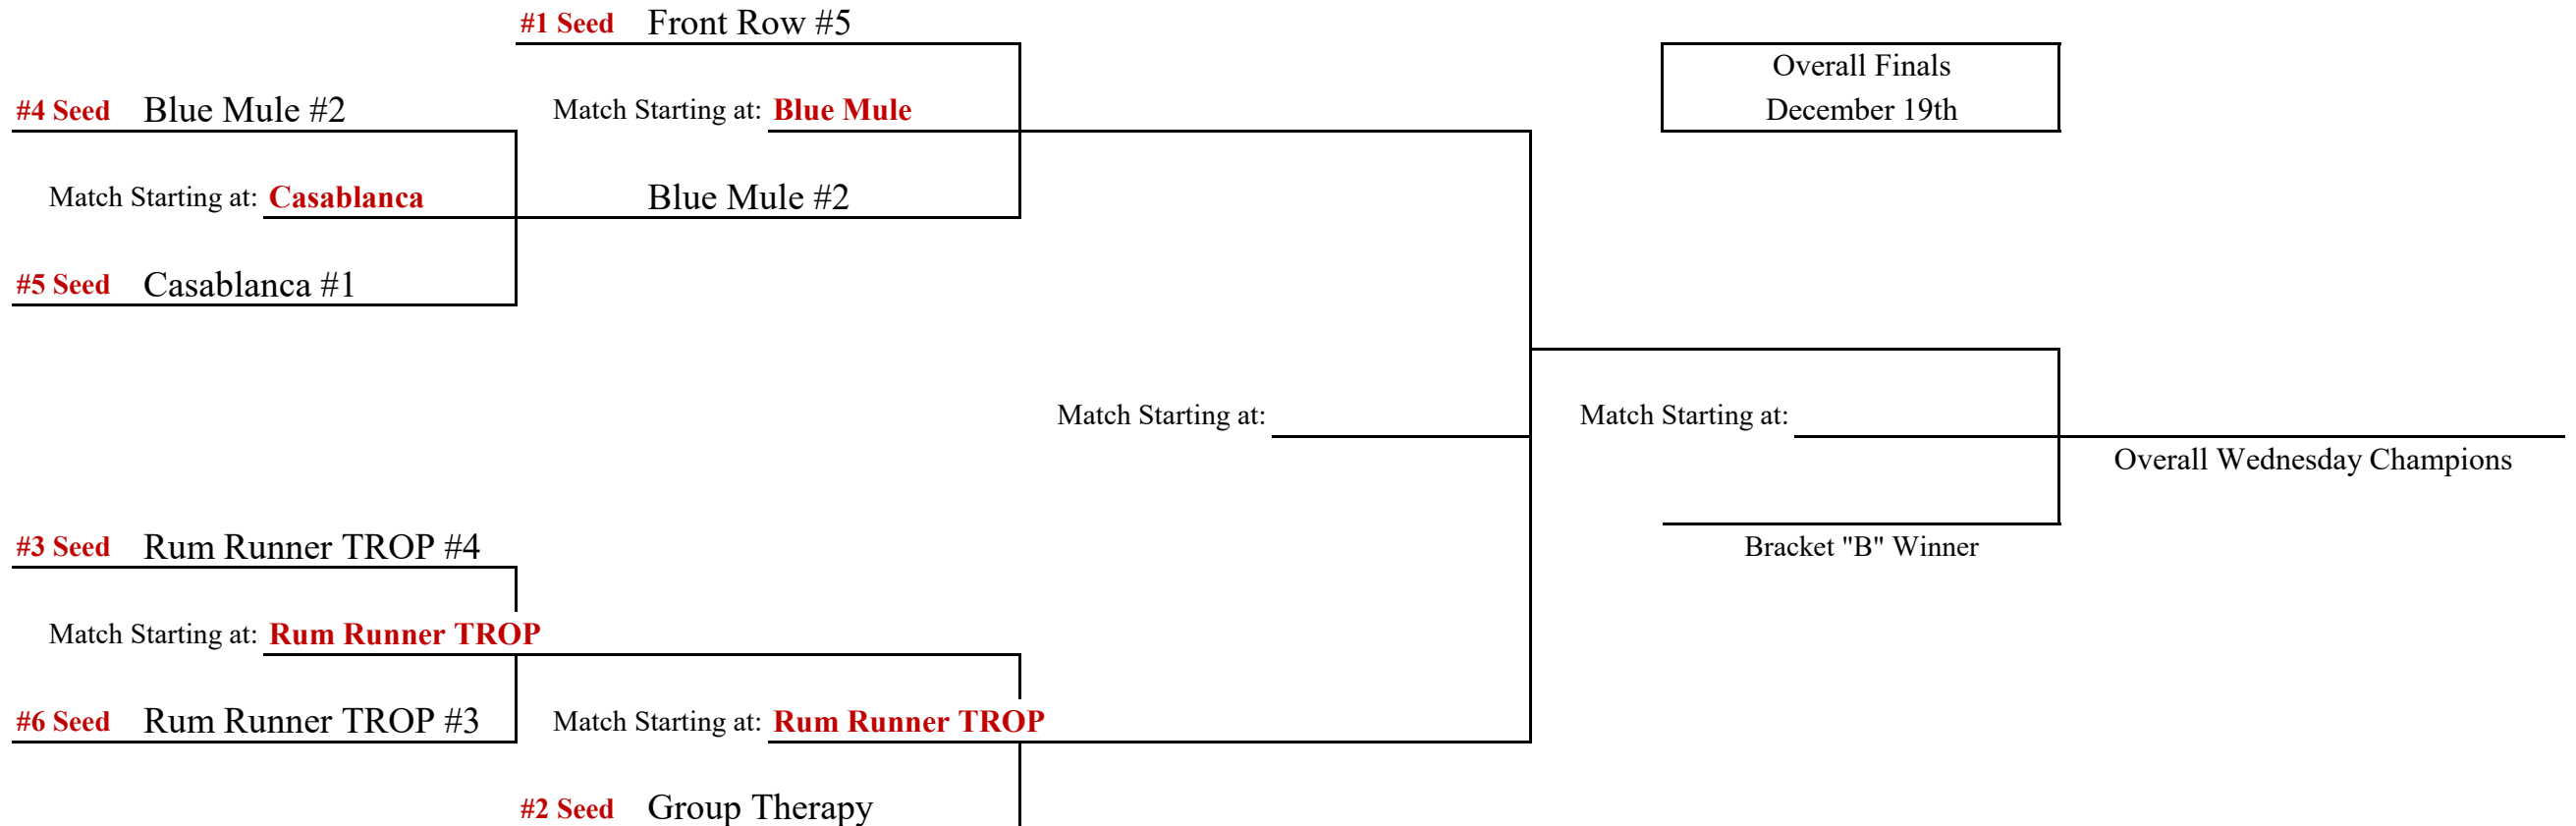 #1 Seed Front Row #5
Overall Finals
#4 Seed Blue Mule #2 Match Starting at: Blue Mule December 19th
Match Starting at: Casablanca Blue Mule #2
#5 Seed Casablanca #1
Match Starting at: Match Starting at:
Overall Wednesday Champions
#3 Seed Rum Runner TROP #4 Bracket "B" Winner
Match Starting at: Rum Runner TROP
#6 Seed Rum Runner TROP #3 Match Starting at: Rum Runner TROP
#2 Seed Group Therapy